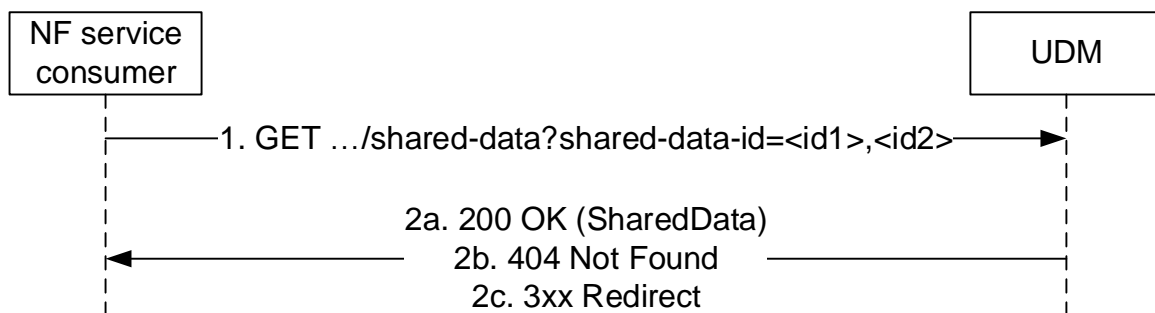 NF service
consumer
UDM
1. GET …/shared-data?shared-data-id=<id1>,<id2>
2a. 200 OK (SharedData)
2b. 404 Not Found
2c. 3xx Redirect